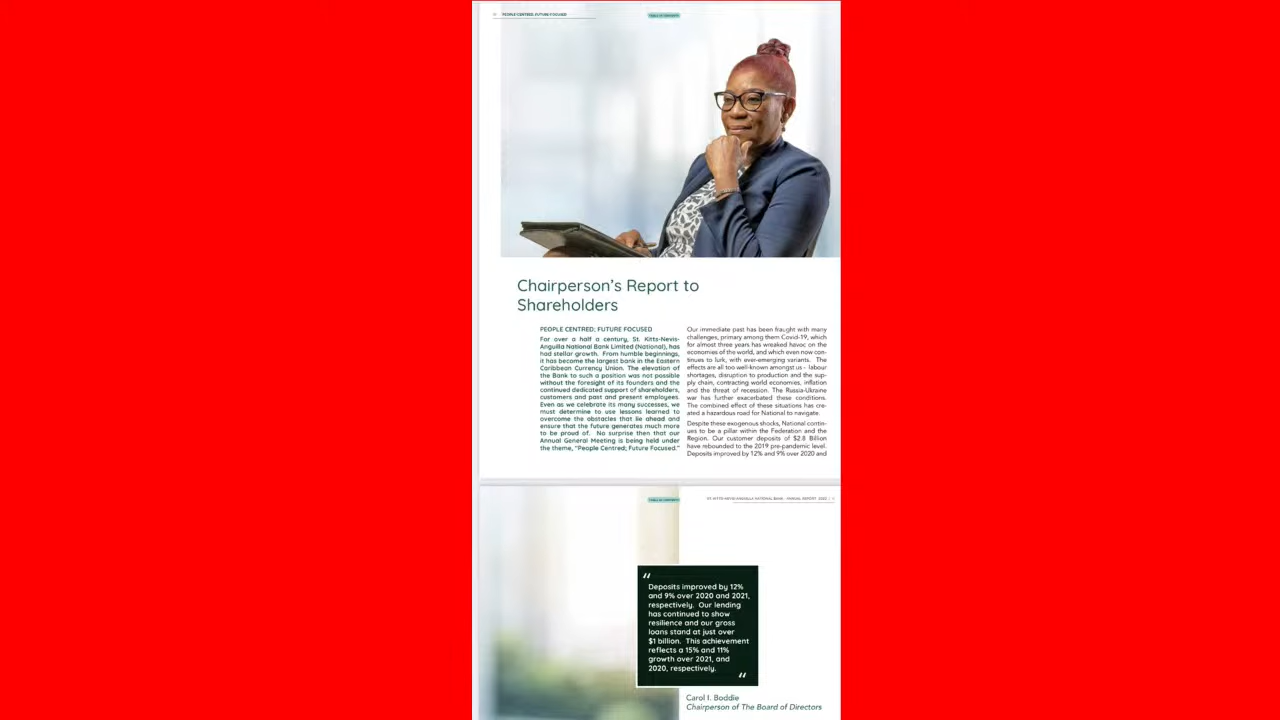 PEOPLE CENTRED; FUTURE FOCUSED
TABLE OF CONTENTS
Chairperson's Report to
Shareholders
PEOPLE CENTRED; FUTURE FOCUSED
For over a half a century, St. Kitts-Nevis-
Anguilla National Bank Limited (National), has
had stellar growth. From humble beginnings,
it has become the largest bank in the Eastern
Caribbean Currency Union. The elevation of
the Bank to such a position was not possible
without the foresight of its founders and the
continued dedicated support of shareholders,
customers and past and present employees.
Even as we celebrate its many successes, we
must determine to use lessons learned to
overcome the obstacles that lie ahead and
ensure that the future generates much more
to be proud of. No surprise then that our
Annual General Meeting is being held under
the theme, "People Centred; Future Focused."
Our immediate past has been fraught with many
challenges, primary among them Covid-19, which
for almost three years has wreaked havoc on the
economies of the world, and which even now con-
tinues to lurk, with ever-emerging variants. The
effects are all too well-known amongst us - labour
shortages, disruption to production and the sup-
ply chain, contracting world economies, inflation
and the threat of recession. The Russia-Ukraine
war has further exacerbated these conditions.
The combined effect of these situations has cre-
ated a hazardous road for National to navigate.
Despite these exogenous shocks, National contin-
ues to be a pillar within the Federation and the
Region. Our customer deposits of $2.8 Billion
have rebounded to the 2019 pre-pandemic level.
Deposits improved by 12% and 9% over 2020 and
TABLE OF CONTENTS
ST. KITTS-NEVIS-ANGUILLA NATIONAL BANK - ANNUAL REPORT
“
Deposits improved by 12%
and 9% over 2020 and 2021,
respectively. Our lending
has continued to show
resilience and our gross
loans stand at just over
$1 billion. This achievement
reflects a 15% and 11%
growth over 2021, and
2020, respectively.
”
Carol I. Boddie
Chairperson of The Board of Directors